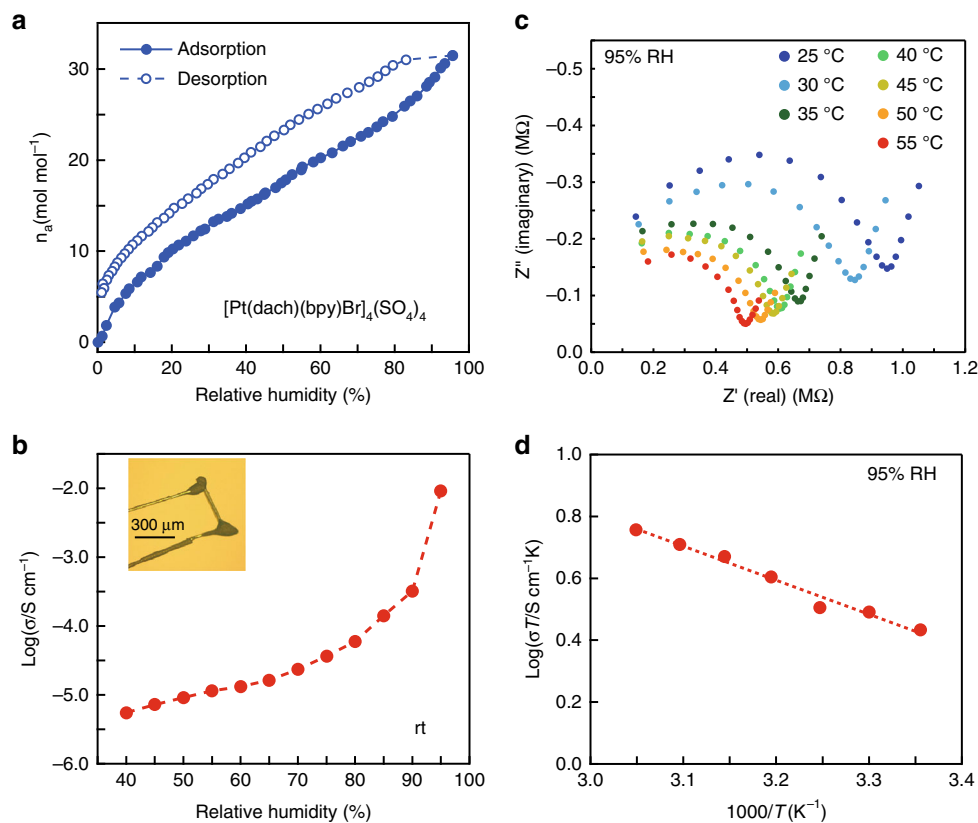 a
Adsorption
Desorption
30
20
10
0
nₐ(mol mol⁻¹)
[Pt(dach)(bpy)Br]₄(SO₄)₄
0 20 40 60 80 100
Relative humidity (%)
c
95% RH
25 °C
30 °C
35 °C
40 °C
45 °C
50 °C
55 °C
–0.5
–0.4
–0.3
–0.2
–0.1
0.0
Z'' (imaginary) (MΩ)
0.0 0.2 0.4 0.6 0.8 1.0 1.2
Z' (real) (MΩ)
b
300 μm
–2.0
–3.0
–4.0
–5.0
–6.0
Log(σ/S cm⁻¹)
rt
40 50 60 70 80 90 100
Relative humidity (%)
d
95% RH
1.0
0.8
0.6
0.4
0.2
0.0
Log(σT/S cm⁻¹K)
3.0 3.1 3.2 3.3 3.4
1000/T(K⁻¹)